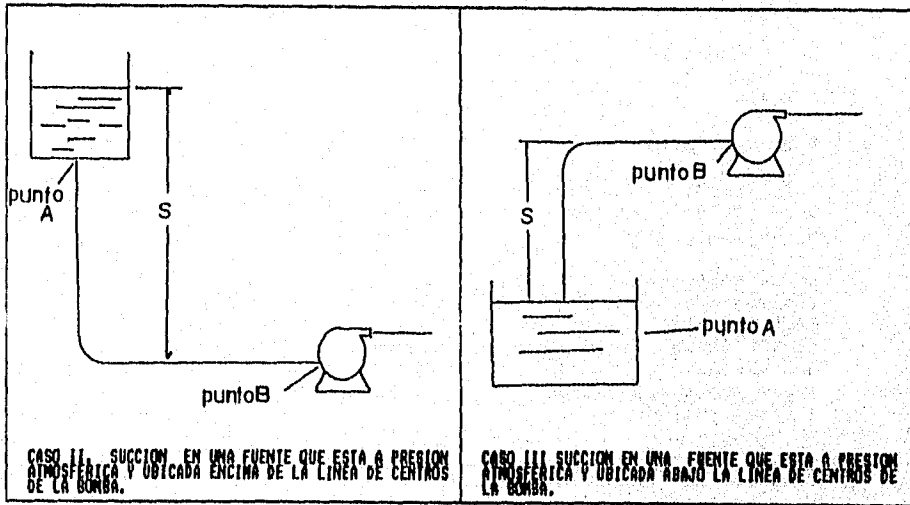 punto
A
S
punto B
CASO II. SUCCION EN UNA FUENTE QUE ESTA A PRESION
ATMOSFERICA Y UBICADA ENCIMA DE LA LINEA DE CENTROS
DE LA BOMBA.
punto B
S
punto A
CASO III SUCCION EN UNA FUENTE QUE ESTA A PRESION
ATMOSFERICA Y UBICADA ABAJO LA LINEA DE CENTROS DE
LA BOMBA.